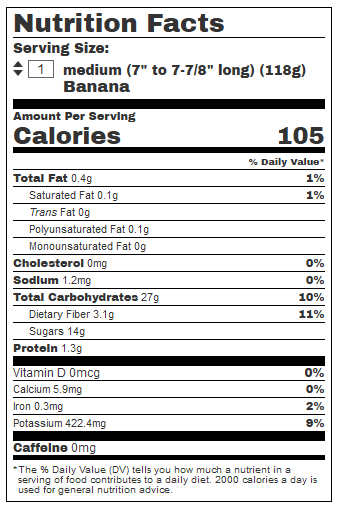 Nutrition Facts
Serving Size:
1 medium (7" to 7-7/8" long) (118g)
Banana
Amount Per Serving
Calories 105
% Daily Value*
Total Fat 0.4g 1%
Saturated Fat 0.1g 1%
Trans Fat 0g
Polyunsaturated Fat 0.1g
Monounsaturated Fat 0g
Cholesterol 0mg 0%
Sodium 1.2mg 0%
Total Carbohydrates 27g 10%
Dietary Fiber 3.1g 11%
Sugars 14g
Protein 1.3g
Vitamin D 0mcg 0%
Calcium 5.9mg 0%
Iron 0.3mg 2%
Potassium 422.4mg 9%
Caffeine 0mg
*The % Daily Value (DV) tells you how much a nutrient in a
serving of food contributes to a daily diet. 2000 calories a day is
used for general nutrition advice.